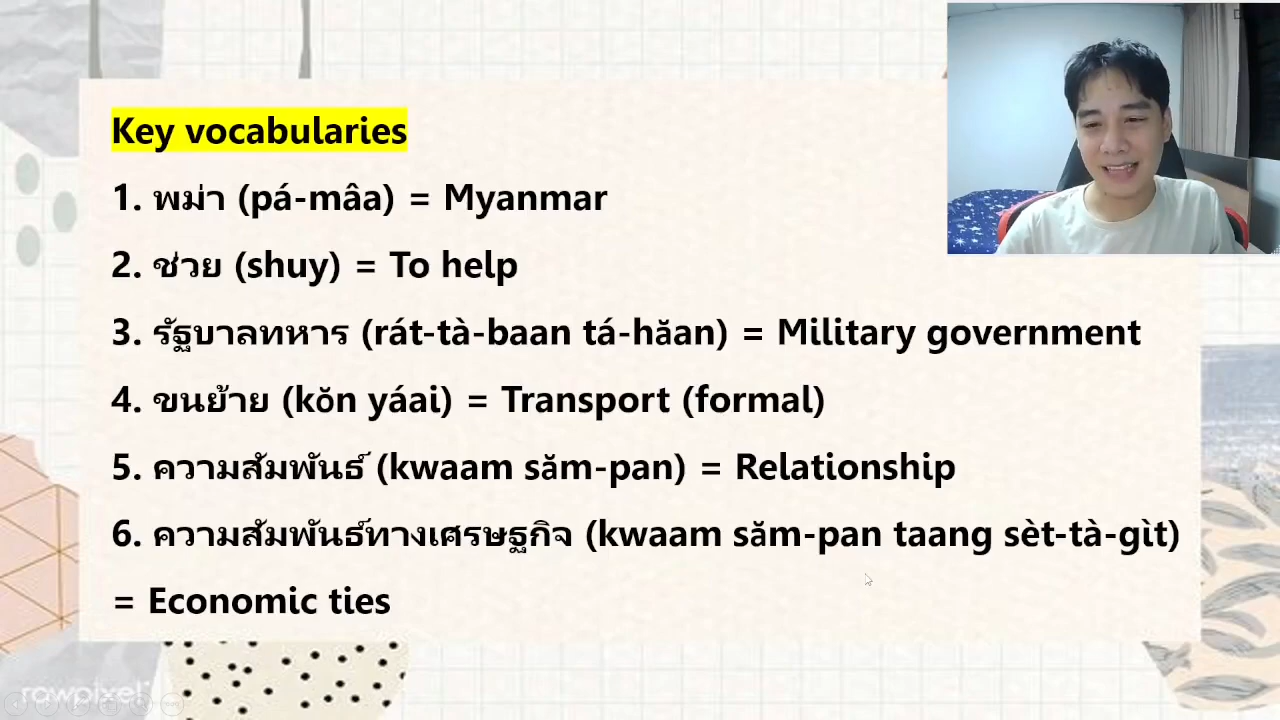 Key vocabularies
1. พม่า (pá-mâa) = Myanmar
2. ช่วย (shuy) = To help
3. รัฐบาลทหาร (rát-tà-baan tá-hăan) = Military government
4. ขนย้าย (kŏn yáai) = Transport (formal)
5. ความสัมพันธ์ (kwaam săm-pan) = Relationship
6. ความสัมพันธ์ทางเศรษฐกิจ (kwaam săm-pan taang sèt-tà-gìt)
= Economic ties
rawpixel